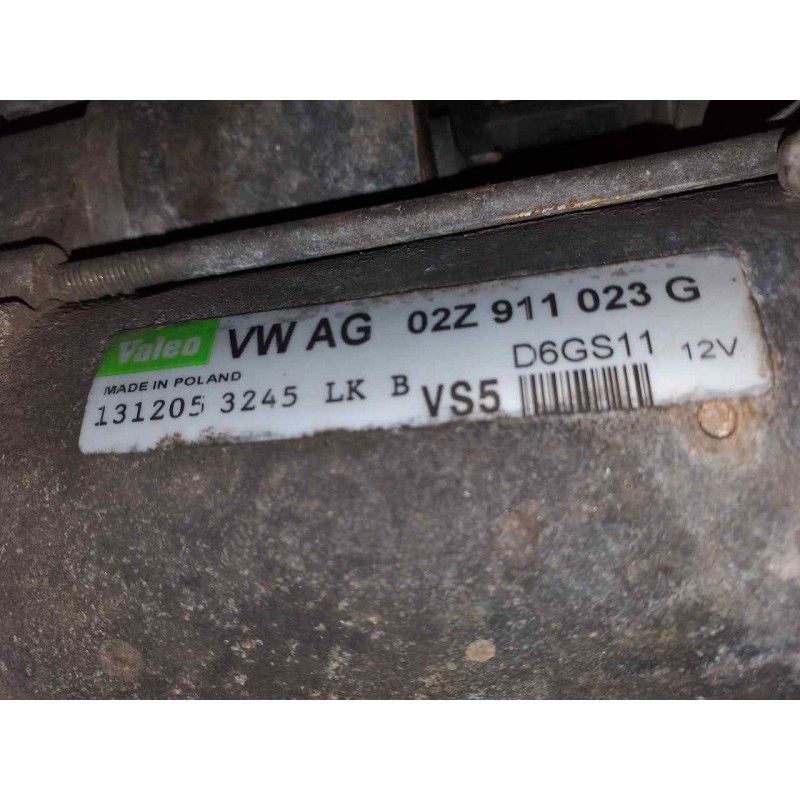 Valeo VW AG 02Z 911 023 G
MADE IN POLAND D6GS11 12V
131205 3245 LK B VS5